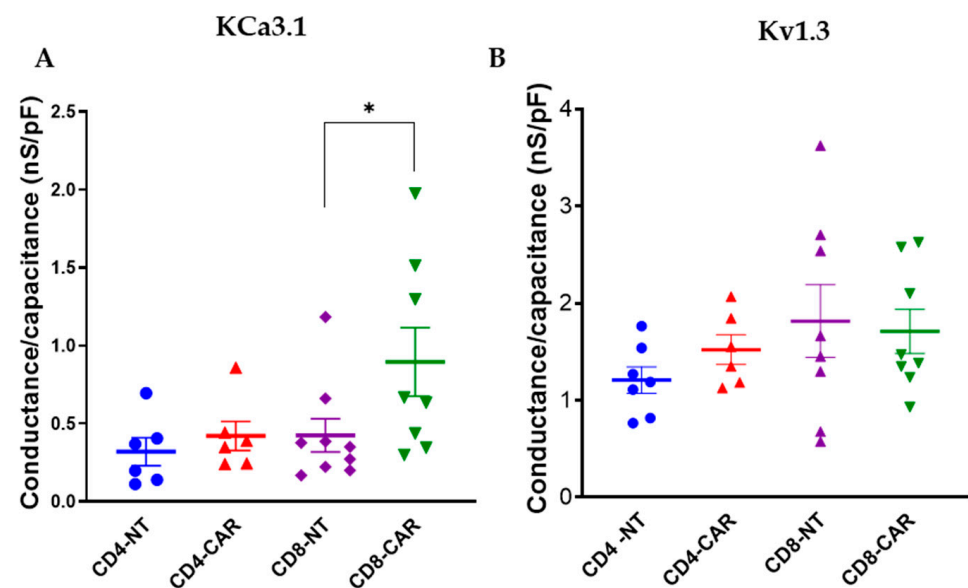 KCa3.1
Kv1.3
A
B
Conductance/capacitance (nS/pF)
2.5
2.0
1.5
1.0
0.5
0.0
*
CD4-NT
CD4-CAR
CD8-NT
CD8-CAR
Conductance/capacitance (nS/pF)
4
3
2
1
0
CD4 -NT
CD4-CAR
CD8-NT
CD8-CAR